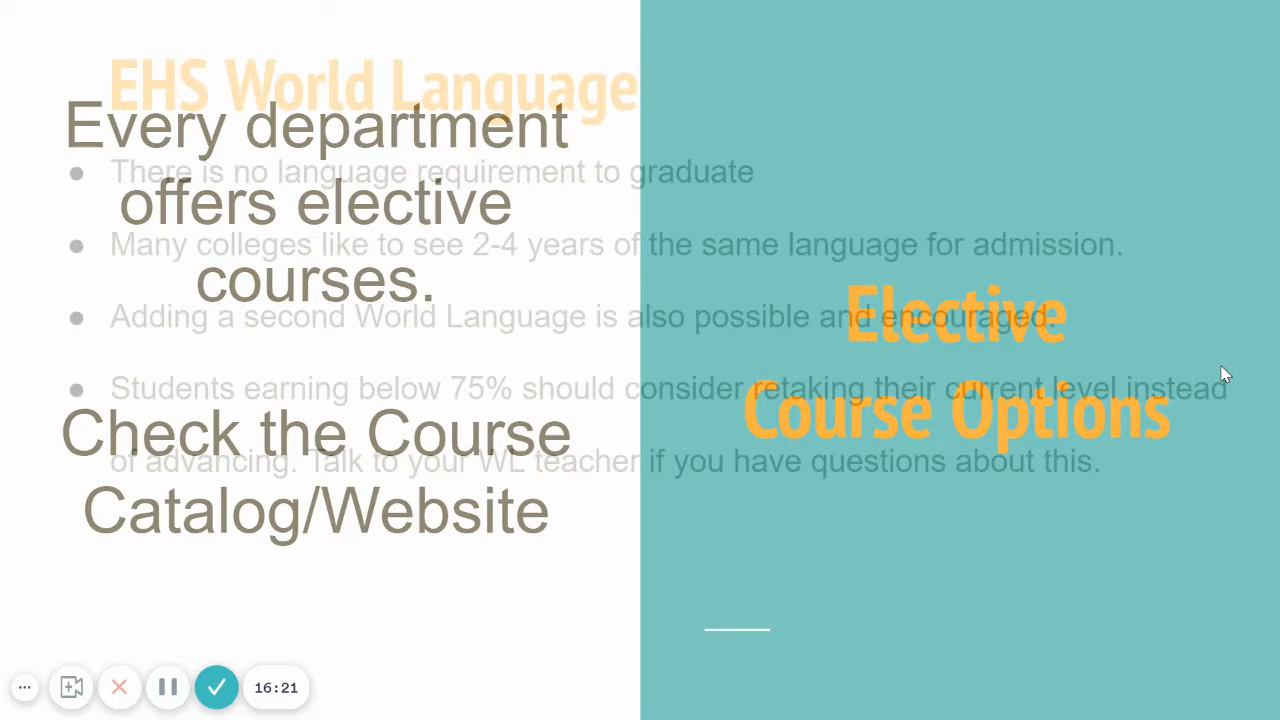 EHS World Language
There is no language requirement to graduate
Many colleges like to see 2-4 years of the same language for admission.
Adding a second World Language is also possible and encouraged.
Students earning below 75% should consider retaking their current level instead
of advancing. Talk to your WL teacher if you have questions about this.
Every department
offers elective
courses.
Check the Course
Catalog/Website
Elective
Course Options
16:21